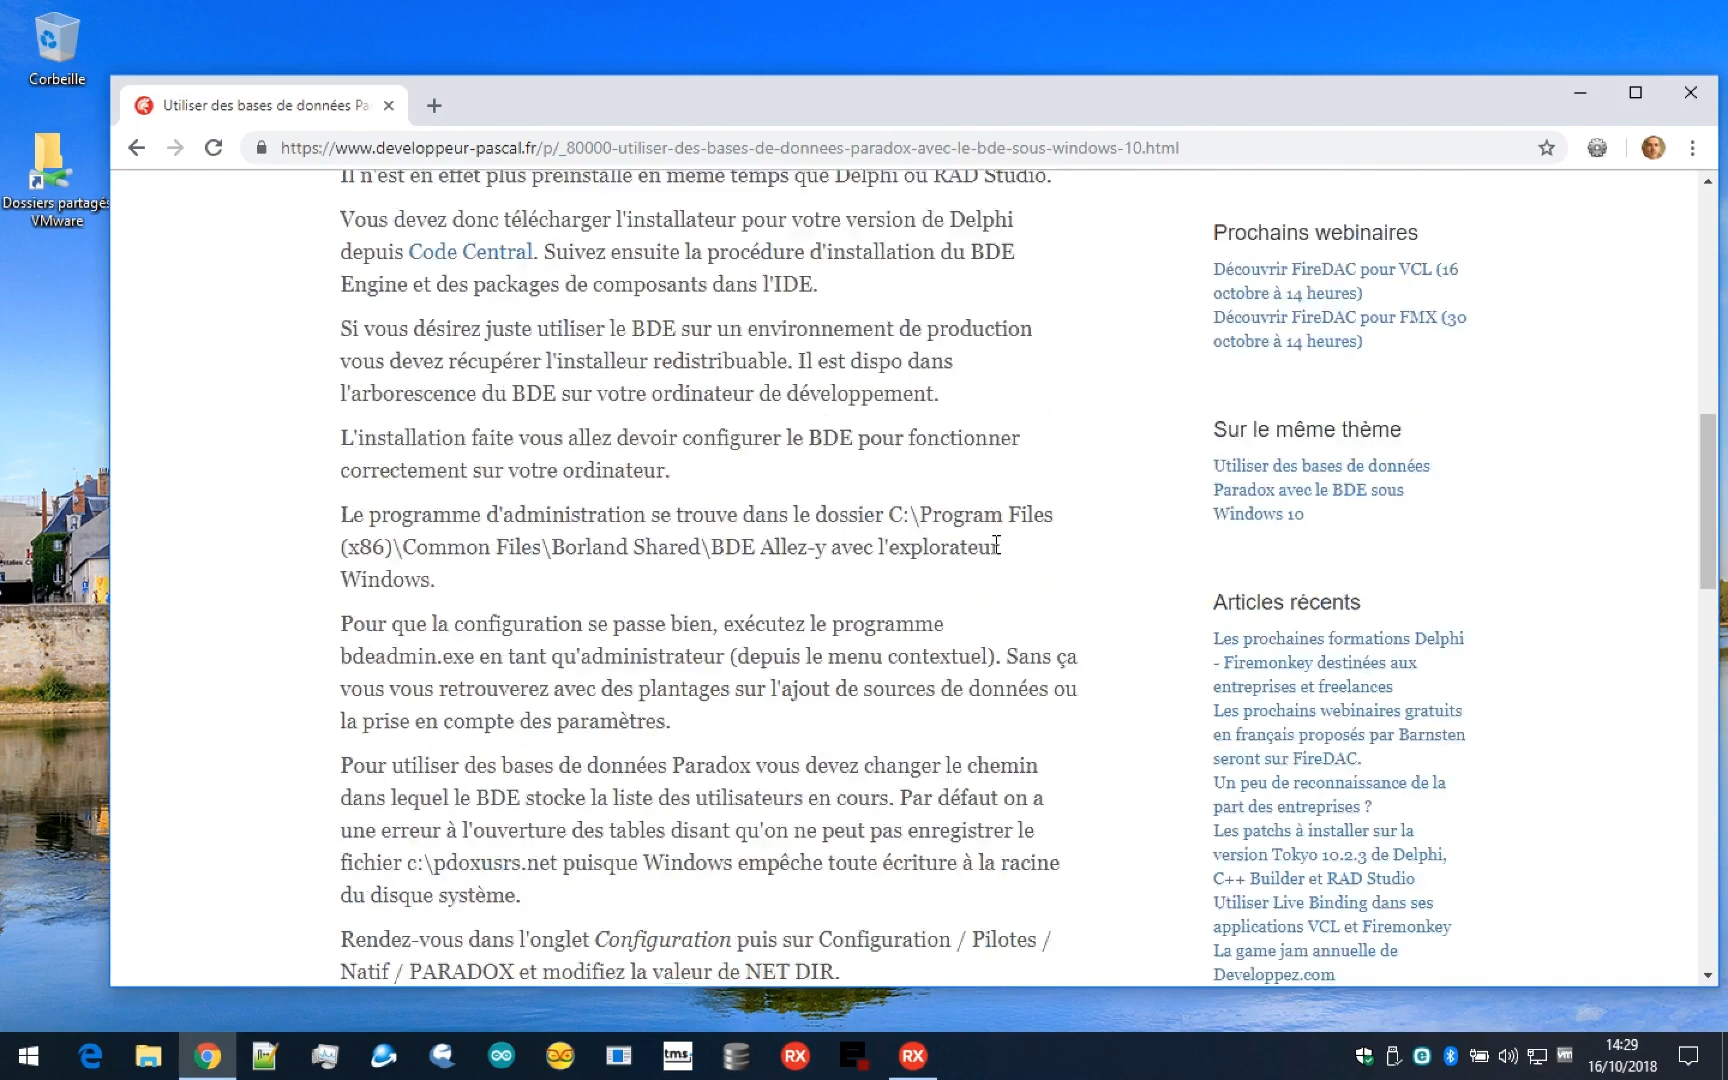 Corbeille
Dossiers partagés
VMware
Utiliser des bases de données Pa
https://www.developpeur-pascal.fr/p/_80000-utiliser-des-bases-de-donnees-paradox-avec-le-bde-sous-windows-10.html
Il n'est en effet plus préinstallé en même temps que Delphi ou RAD Studio.
Vous devez donc télécharger l'installateur pour votre version de Delphi
depuis Code Central. Suivez ensuite la procédure d'installation du BDE
Engine et des packages de composants dans l'IDE.
Si vous désirez juste utiliser le BDE sur un environnement de production
vous devez récupérer l'installeur redistribuable. Il est dispo dans
l'arborescence du BDE sur votre ordinateur de développement.
L'installation faite vous allez devoir configurer le BDE pour fonctionner
correctement sur votre ordinateur.
Le programme d'administration se trouve dans le dossier C:\Program Files
(x86)\Common Files\Borland Shared\BDE Allez-y avec l'explorateur
Windows.
Pour que la configuration se passe bien, exécutez le programme
bdeadmin.exe en tant qu'administrateur (depuis le menu contextuel). Sans ça
vous vous retrouverez avec des plantages sur l'ajout de sources de données ou
la prise en compte des paramètres.
Pour utiliser des bases de données Paradox vous devez changer le chemin
dans lequel le BDE stocke la liste des utilisateurs en cours. Par défaut on a
une erreur à l'ouverture des tables disant qu'on ne peut pas enregistrer le
fichier c:\pdoxusrs.net puisque Windows empêche toute écriture à la racine
du disque système.
Rendez-vous dans l'onglet Configuration puis sur Configuration / Pilotes /
Natif / PARADOX et modifiez la valeur de NET DIR.
Prochains webinaires
Découvrir FireDAC pour VCL (16
octobre à 14 heures)
Découvrir FireDAC pour FMX (30
octobre à 14 heures)
Sur le même thème
Utiliser des bases de données
Paradox avec le BDE sous
Windows 10
Articles récents
Les prochaines formations Delphi
- Firemonkey destinées aux
entreprises et freelances
Les prochains webinaires gratuits
en français proposés par Barnsten
seront sur FireDAC.
Un peu de reconnaissance de la
part des entreprises ?
Les patchs à installer sur la
version Tokyo 10.2.3 de Delphi,
C++ Builder et RAD Studio
Utiliser Live Binding dans ses
applications VCL et Firemonkey
La game jam annuelle de
Developpez.com
tms
RX
RX
vm
14:29
16/10/2018